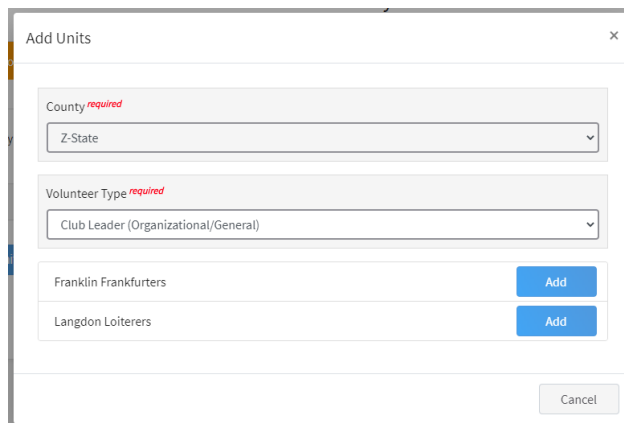 Add Units ×
County required
Z-State
Volunteer Type required
Club Leader (Organizational/General)
Franklin Frankfurters Add
Langdon Loiterers Add
Cancel